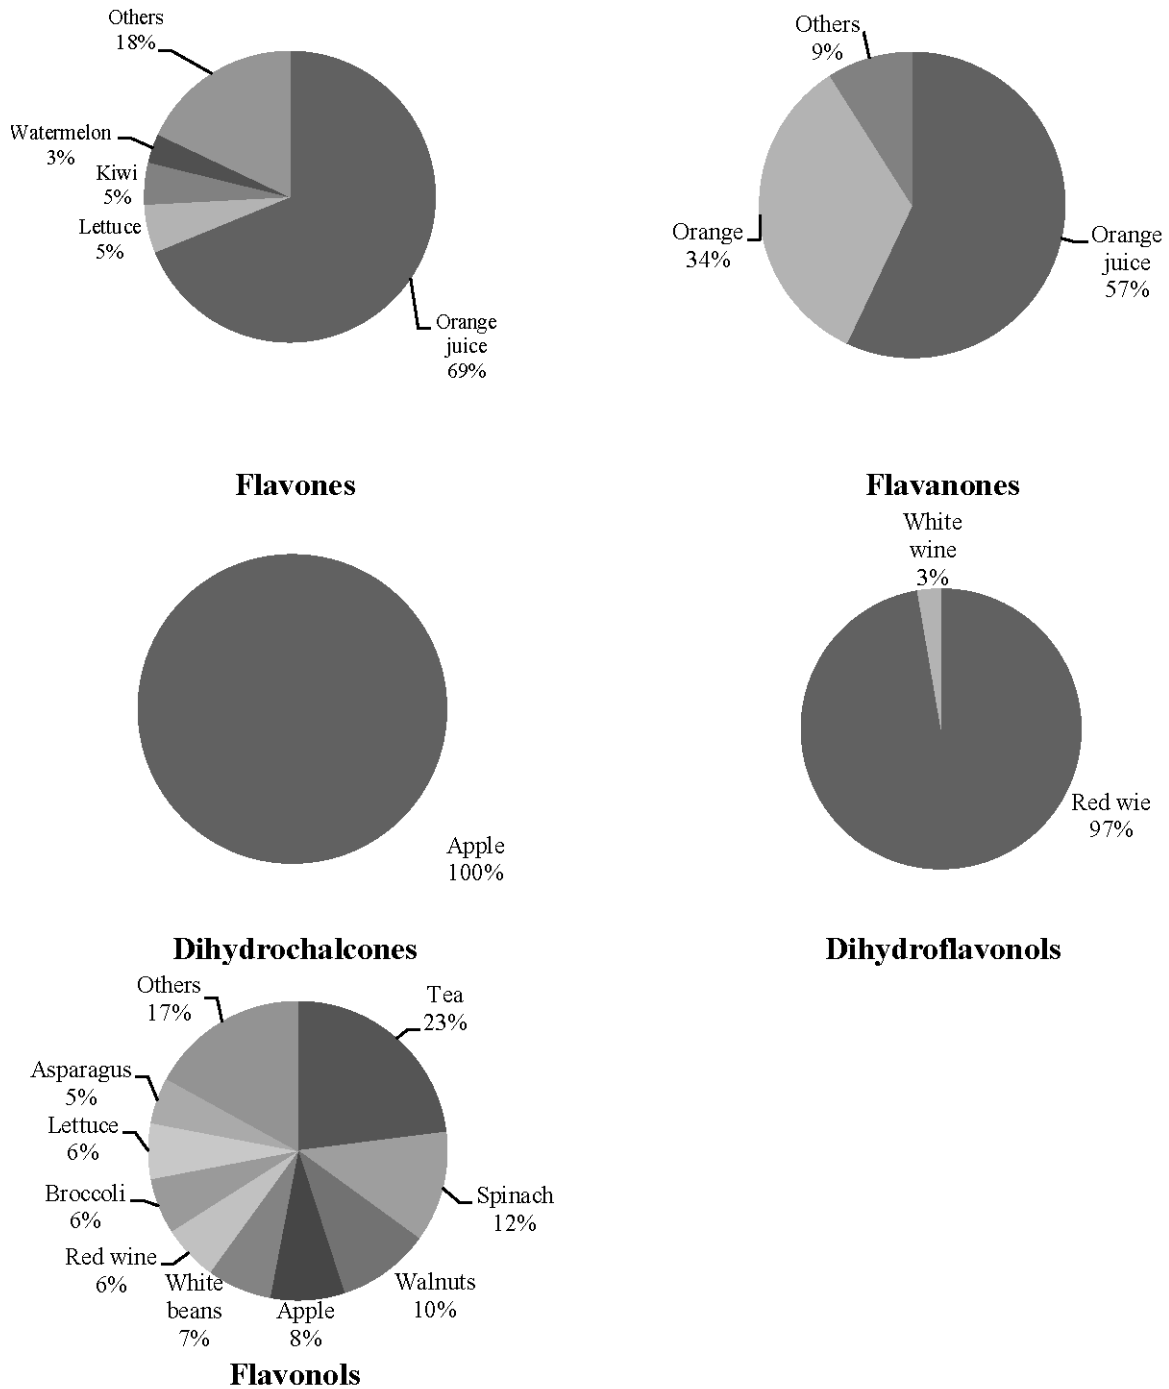 Others
18%
Watermelon
3%
Kiwi
5%
Lettuce
5%
Orange
juice
69%
Flavones
Others
9%
Orange
34%
Orange
juice
57%
Flavanones
Apple
100%
Dihydrochalcones
White
wine
3%
Red wie
97%
Dihydroflavonols
Others
17%
Tea
23%
Asparagus
5%
Lettuce
6%
Broccoli
6%
Red wine
6%
White
beans
7%
Apple
8%
Walnuts
10%
Spinach
12%
Flavonols